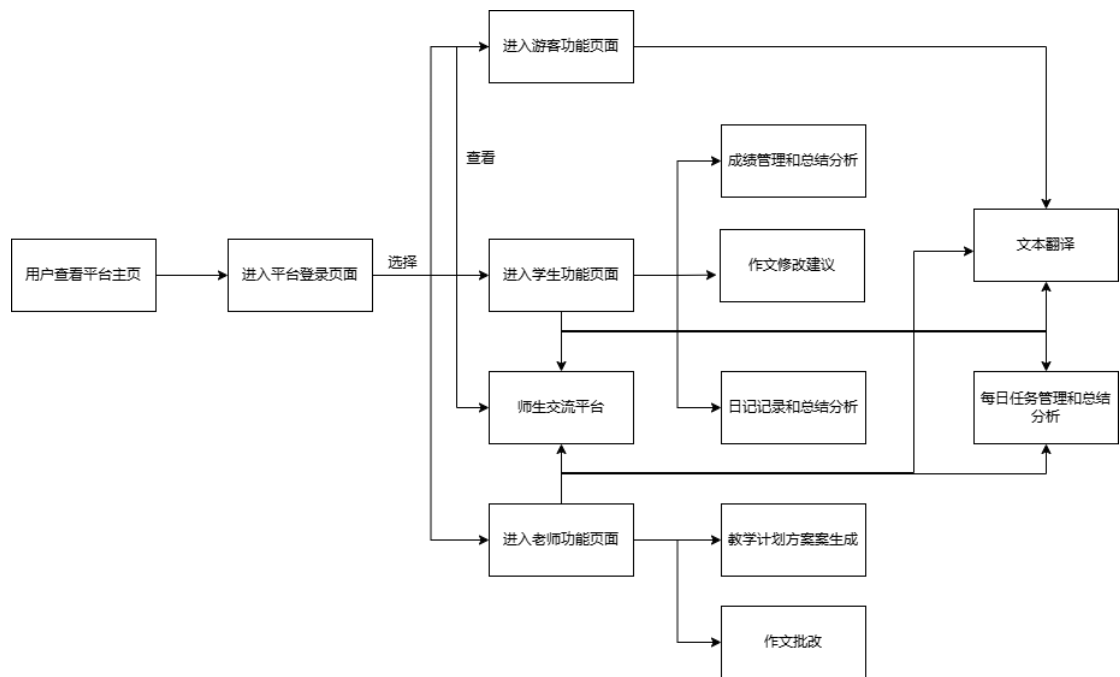 进入游客功能页面
查看
成绩管理和总结分析
文本翻译
用户查看平台主页
进入平台登录页面
选择
进入学生功能页面
作文修改建议
师生交流平台
日记记录和总结分析
每日任务管理和总结
分析
进入老师功能页面
教学计划方案案生成
作文批改